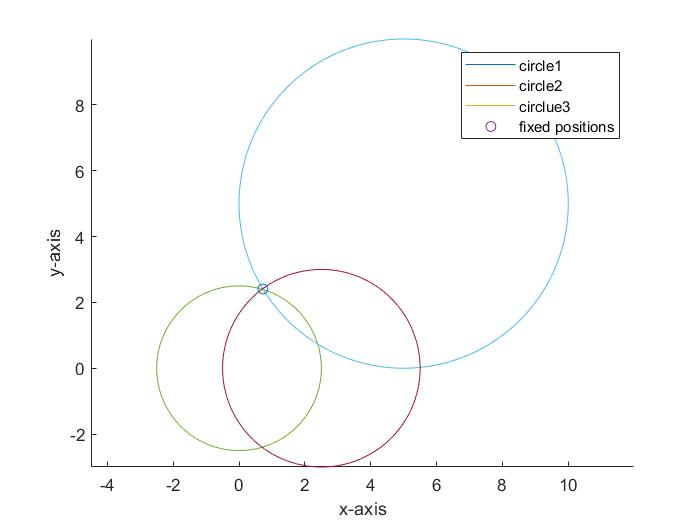 circle1
circle2
circlue3
fixed positions
8
6
4
2
0
-2
y-axis
-4 -2 0 2 4 6 8 10
x-axis